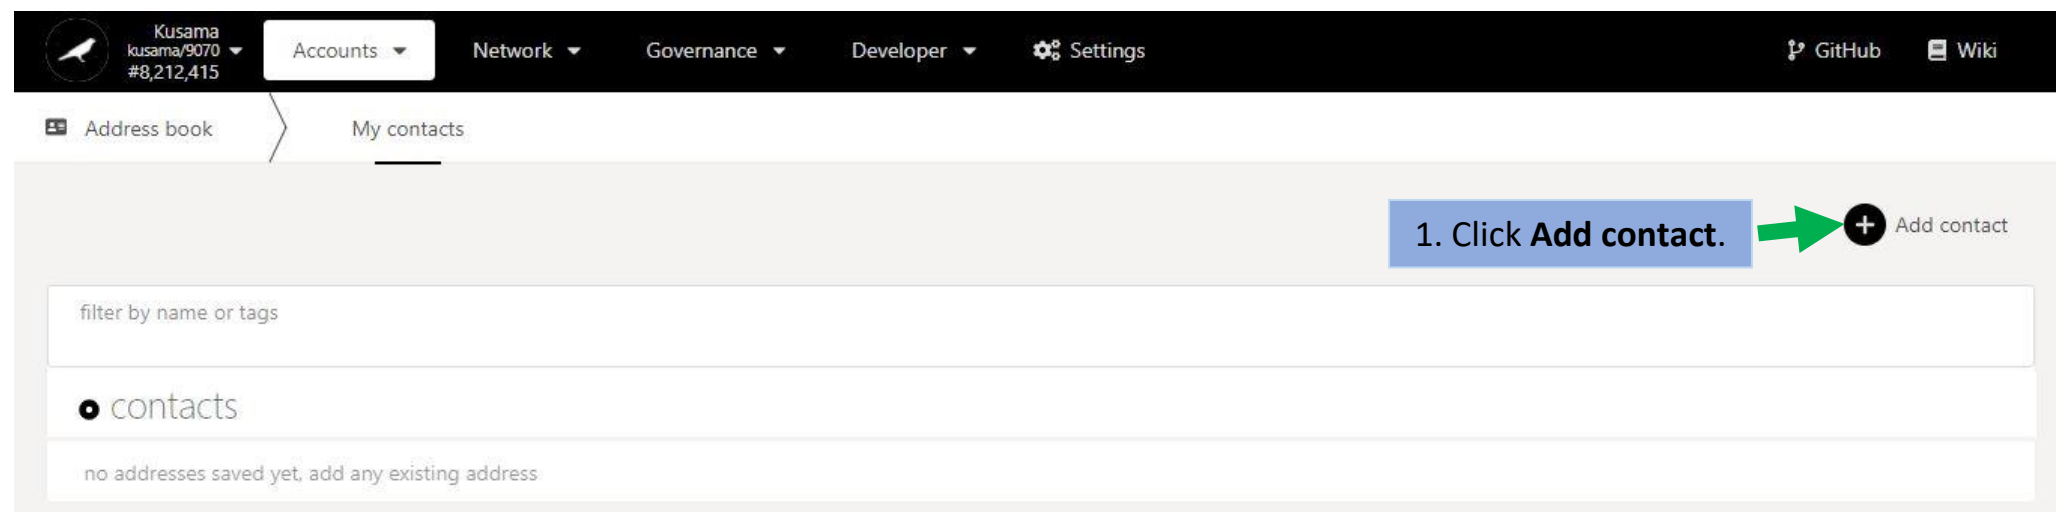 Kusama
kusama/9070
#8,212,415
Accounts
Network
Governance
Developer
Settings
GitHub
Wiki
Address book
My contacts
1. Click Add contact.
Add contact
filter by name or tags
contacts
no addresses saved yet, add any existing address